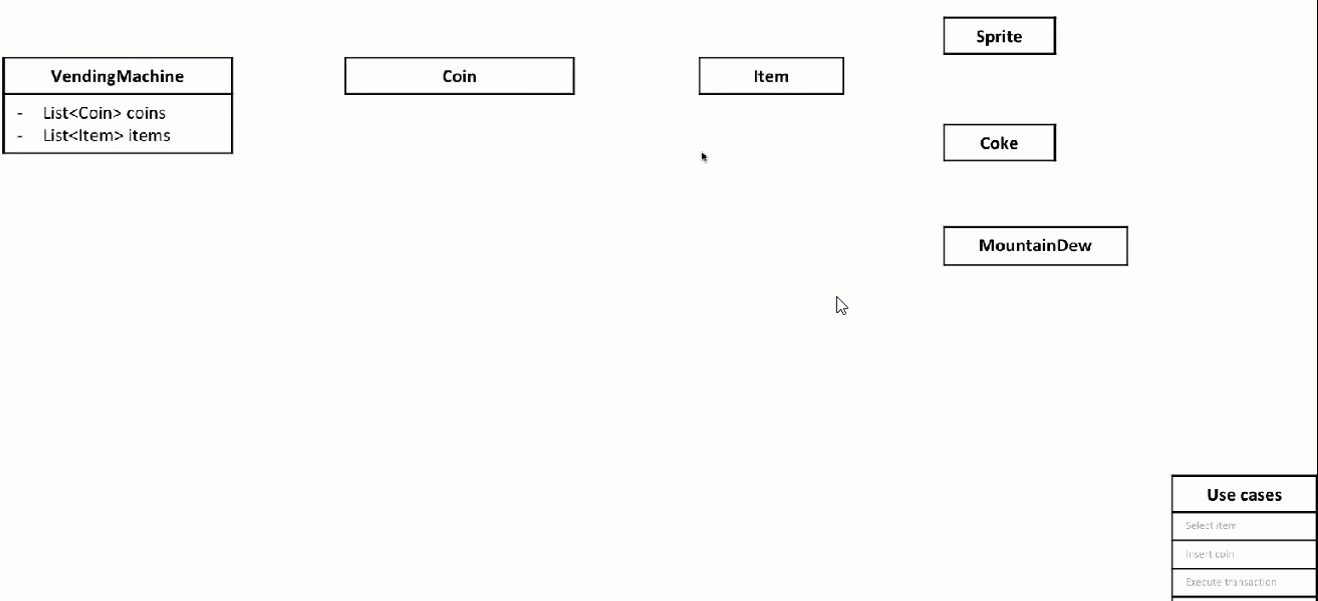 VendingMachine
- List<Coin> coins
- List<Item> items
Coin
Item
Sprite
Coke
MountainDew
Use cases
Select item
Insert coin
Execute transaction